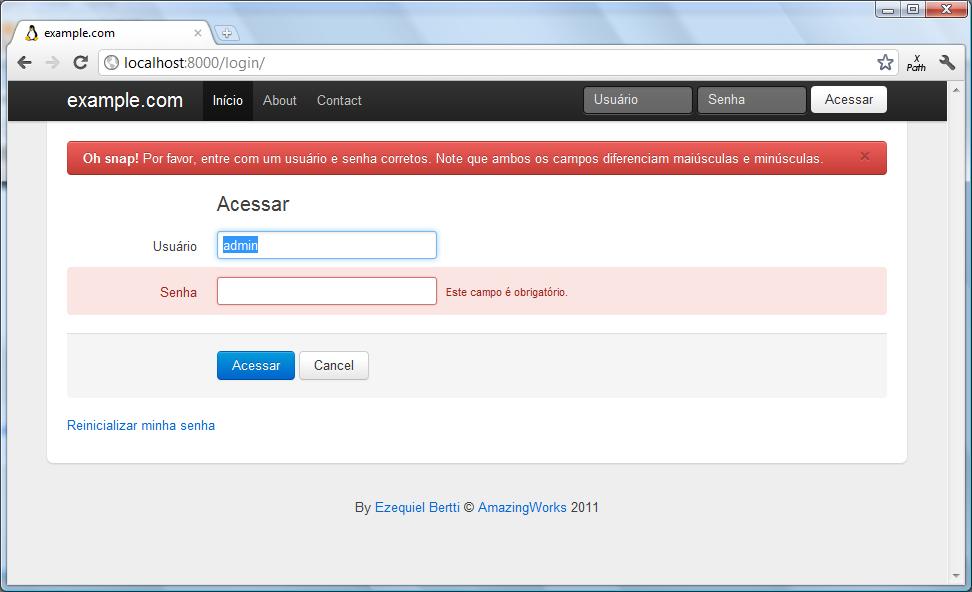 example.com
localhost:8000/login/
X Path
example.com Início About Contact Usuário Senha Acessar
Oh snap! Por favor, entre com um usuário e senha corretos. Note que ambos os campos diferenciam maiúsculas e minúsculas. ×
Acessar
Usuário admin
Senha Este campo é obrigatório.
Acessar Cancel
Reinicializar minha senha
By Ezequiel Bertti © AmazingWorks 2011